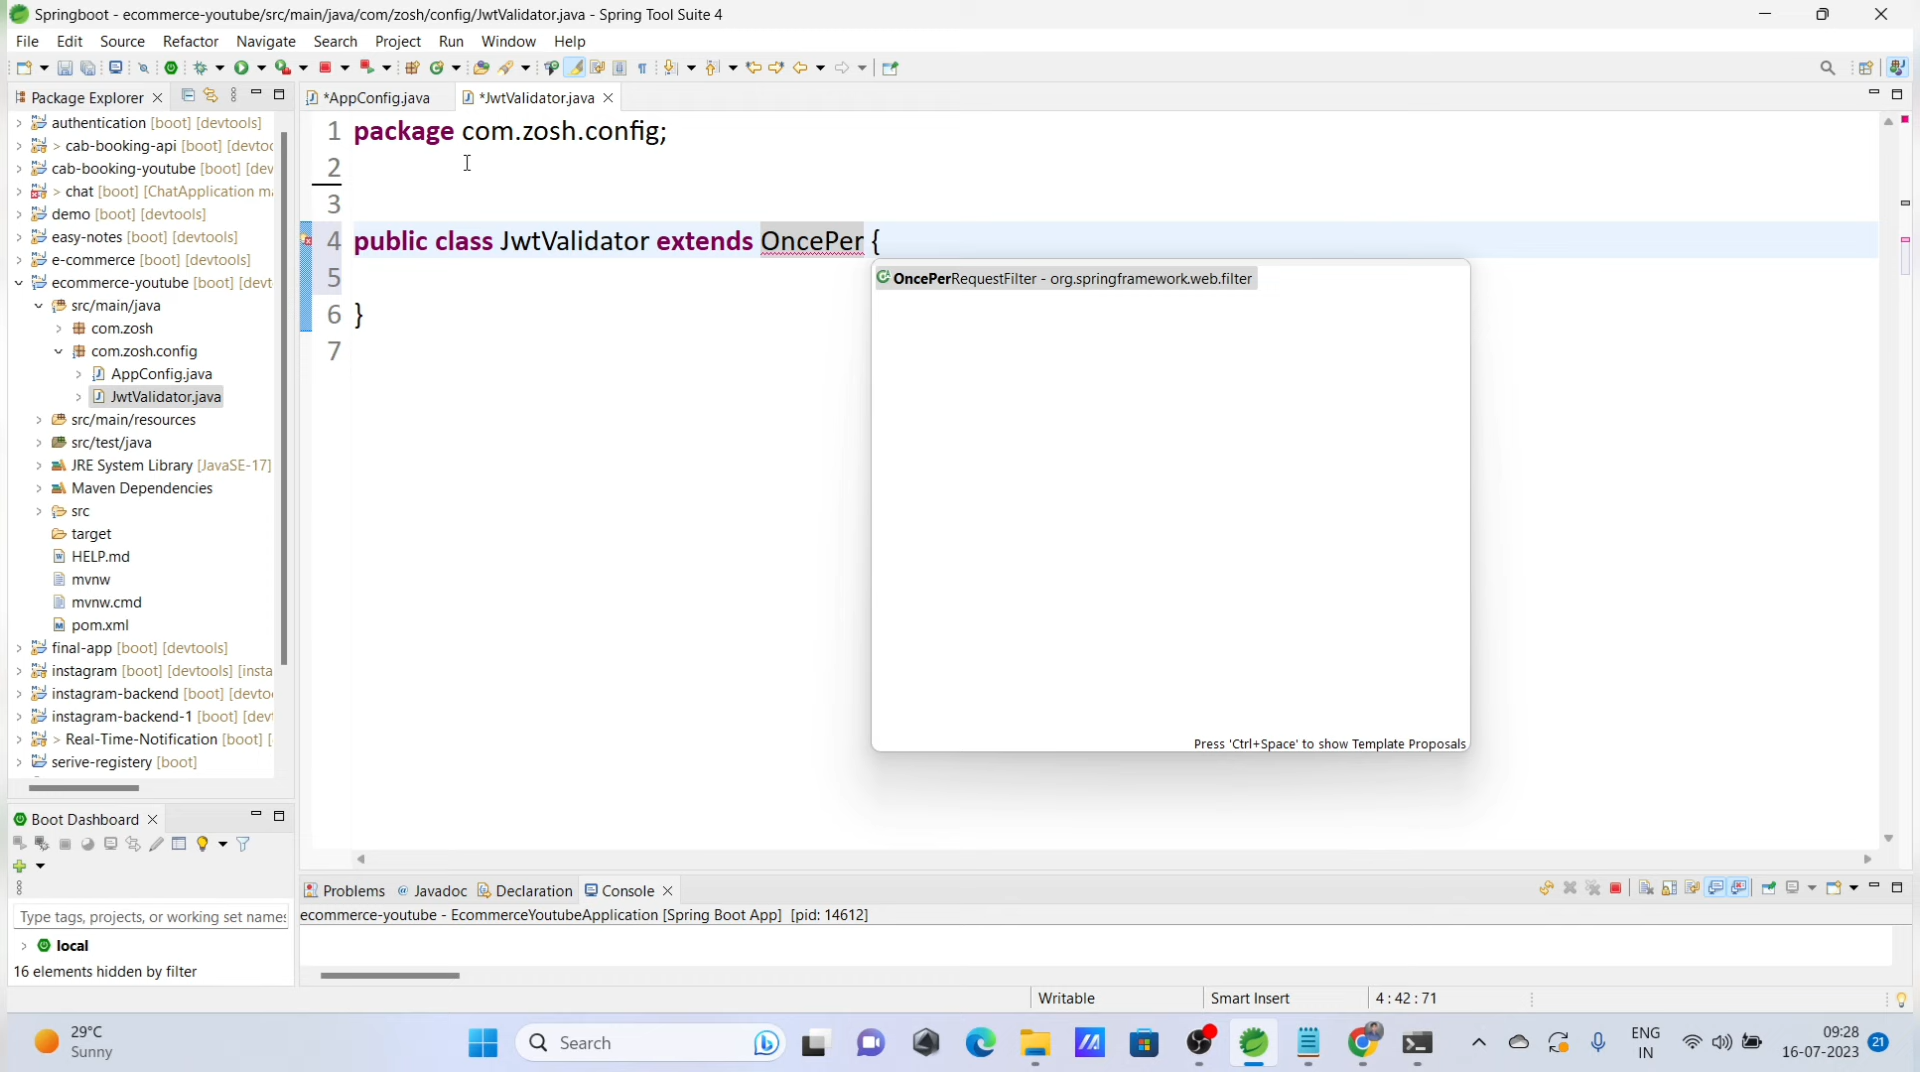 Springboot - ecommerce-youtube/src/main/java/com/zosh/config/JwtValidator.java - Spring Tool Suite 4
File Edit Source Refactor Navigate Search Project Run Window Help
Package Explorer
*AppConfig.java
*JwtValidator.java
authentication [boot] [devtools]
> cab-booking-api [boot] [devtoo
cab-booking-youtube [boot] [dev
> chat [boot] [ChatApplication ma
demo [boot] [devtools]
easy-notes [boot] [devtools]
e-commerce [boot] [devtools]
ecommerce-youtube [boot] [devt
src/main/java
com.zosh
com.zosh.config
AppConfig.java
JwtValidator.java
src/main/resources
src/test/java
JRE System Library [JavaSE-17]
Maven Dependencies
src
target
HELP.md
mvnw
mvnw.cmd
pom.xml
final-app [boot] [devtools]
instagram [boot] [devtools] [insta
instagram-backend [boot] [devto
instagram-backend-1 [boot] [dev
> Real-Time-Notification [boot] [
serive-registery [boot]
1 package com.zosh.config;
2
3
4 public class JwtValidator extends OncePer {
5
6 }
7
OncePerRequestFilter - org.springframework.web.filter
Press 'Ctrl+Space' to show Template Proposals
Boot Dashboard
Type tags, projects, or working set names
local
16 elements hidden by filter
Problems @ Javadoc Declaration Console
ecommerce-youtube - EcommerceYoutubeApplication [Spring Boot App] [pid: 14612]
Writable Smart Insert 4 : 42 : 71
29°C
Sunny
Search
ENG
IN
09:28
16-07-2023
21